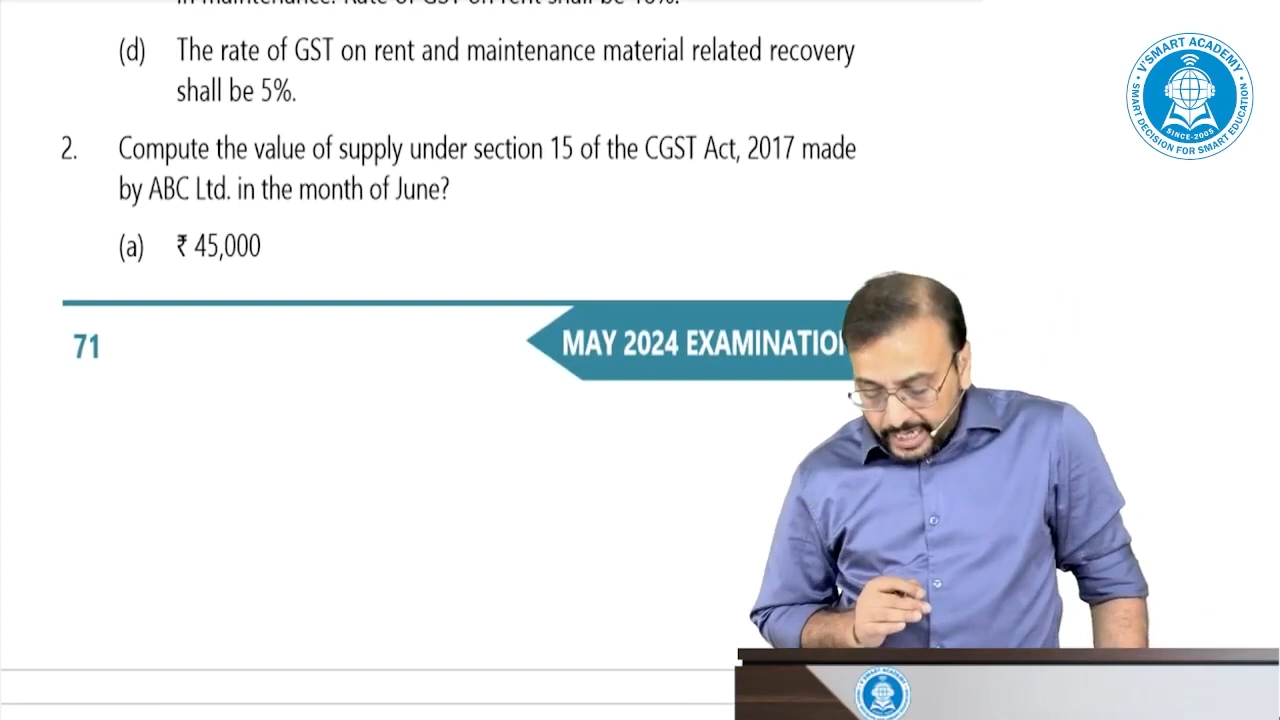 (d) The rate of GST on rent and maintenance material related recovery
shall be 5%.
2. Compute the value of supply under section 15 of the CGST Act, 2017 made
by ABC Ltd. in the month of June?
(a) ₹ 45,000
71
MAY 2024 EXAMINATIO
V'SMART ACADEMY
SMART DECISION FOR SMART EDUCATION
SINCE-2005